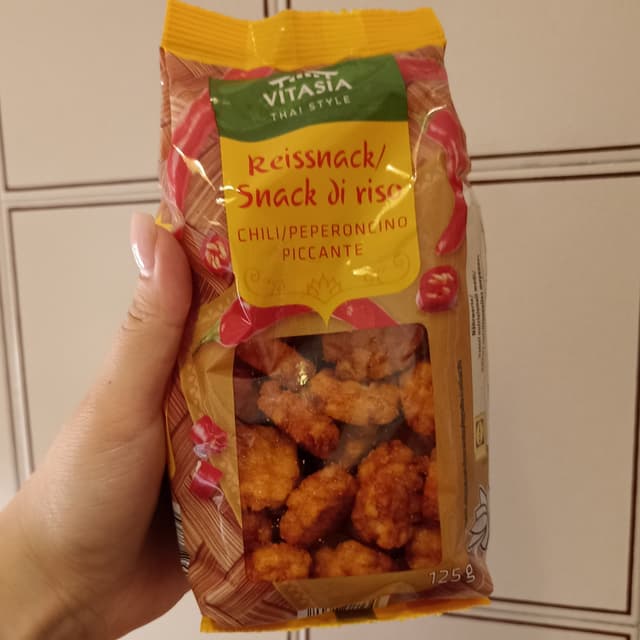 VITASIA
THAI STYLE
Reissnack/
Snack di riso
CHILI/PEPERONCINO
PICCANTE
125g